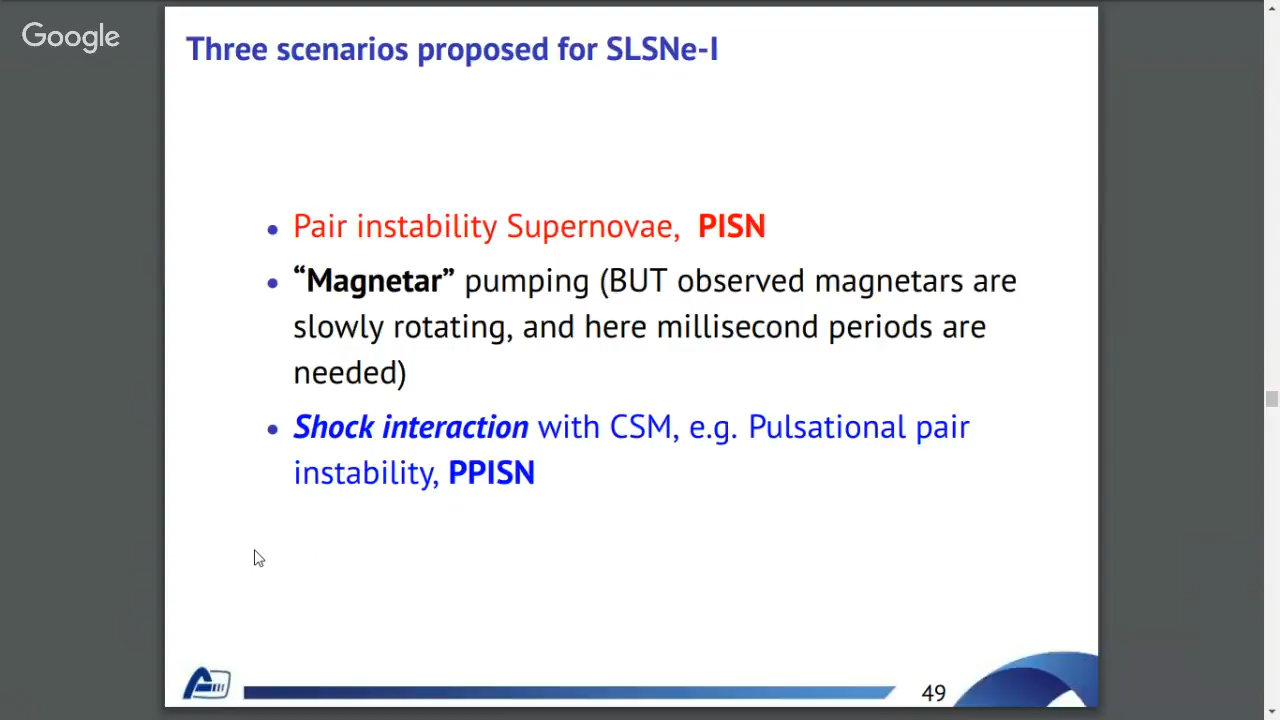 Google
Three scenarios proposed for SLSNe-I
• Pair instability Supernovae, PISN
• “Magnetar” pumping (BUT observed magnetars are
slowly rotating, and here millisecond periods are
needed)
• Shock interaction with CSM, e.g. Pulsational pair
instability, PPISN
49